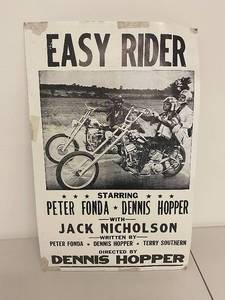 EASY RIDER
★ ★ ★ STARRING ★ ★ ★
PETER FONDA ★ DENNIS HOPPER
WITH
JACK NICHOLSON
WRITTEN BY
PETER FONDA ★ DENNIS HOPPER ★ TERRY SOUTHERN
DIRECTED BY
DENNIS HOPPER